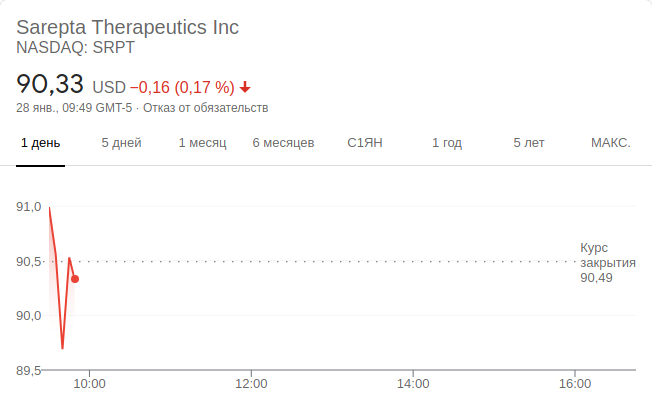 Sarepta Therapeutics Inc
NASDAQ: SRPT
90,33 USD −0,16 (0,17 %)
28 янв., 09:49 GMT-5 · Отказ от обязательств
1 день 5 дней 1 месяц 6 месяцев С1ЯН 1 год 5 лет МАКС.
91,0
Курс
90,5 закрытия
90,49
90,0
89,5
10:00 12:00 14:00 16:00